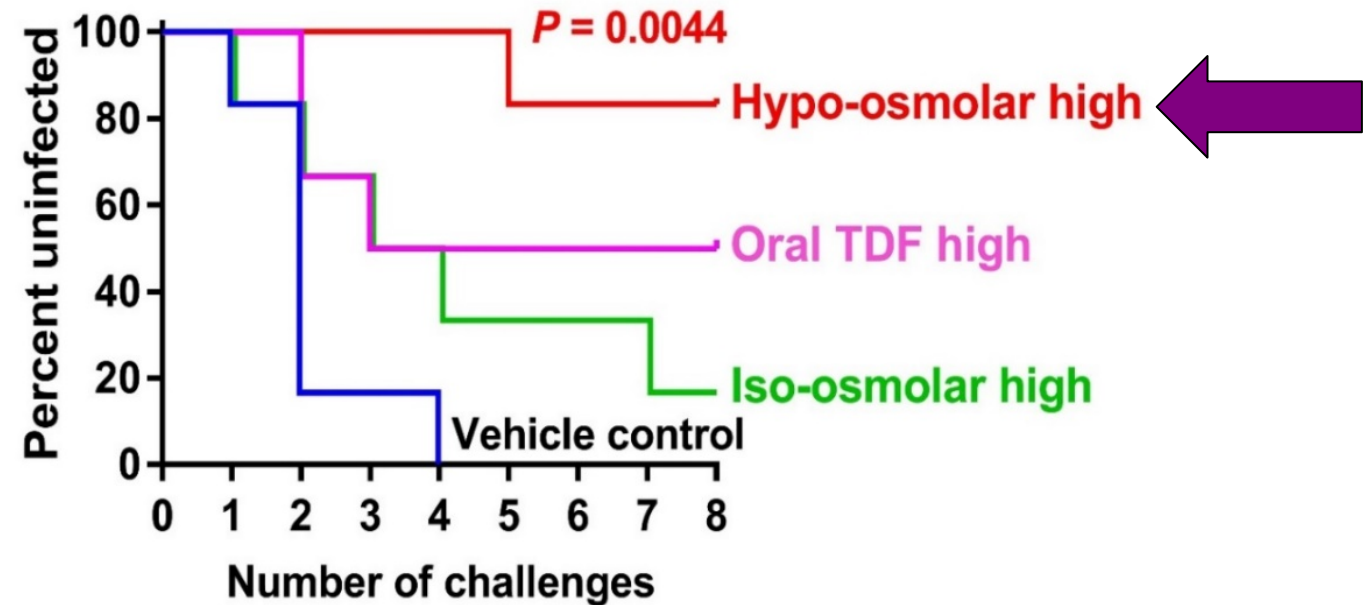 Percent uninfected
100
80
60
40
20
0
P = 0.0044
Hypo-osmolar high
Oral TDF high
Iso-osmolar high
Vehicle control
0 1 2 3 4 5 6 7 8
Number of challenges